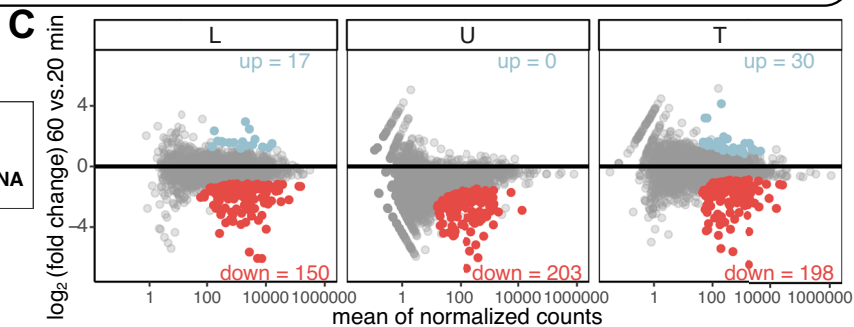 C
L U T
up = 17 up = 0 up = 30
log₂ (fold change) 60 vs.20 min
4
0
−4
NA
down = 150 down = 203 down = 198
1 100 10000 1000000 1 100 10000 1000000 1 100 10000 1000000
mean of normalized counts